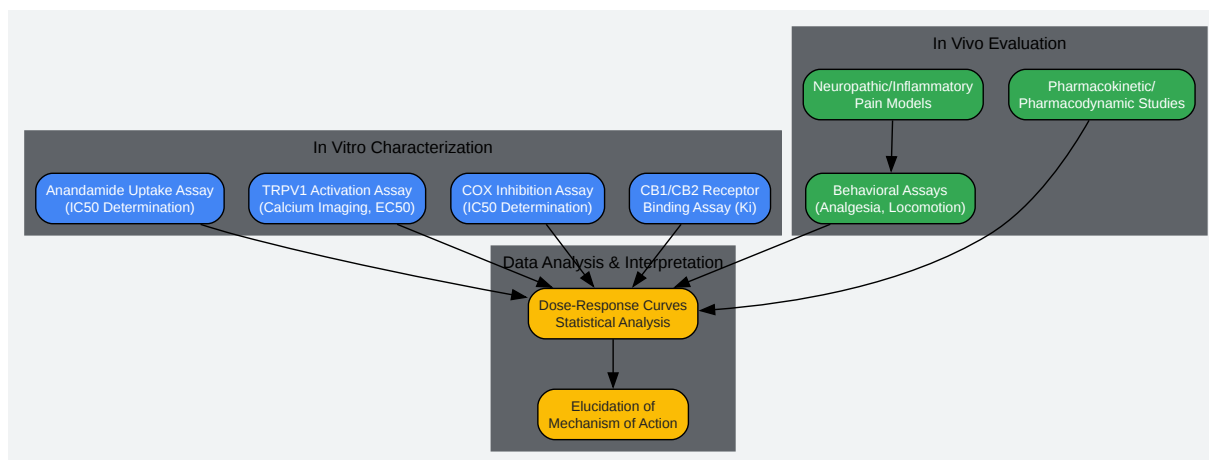 In Vivo Evaluation
Neuropathic/Inflammatory
Pain Models
Pharmacokinetic/
Pharmacodynamic Studies
In Vitro Characterization
Anandamide Uptake Assay
(IC50 Determination)
TRPV1 Activation Assay
(Calcium Imaging, EC50)
COX Inhibition Assay
(IC50 Determination)
CB1/CB2 Receptor
Binding Assay (Ki)
Behavioral Assays
(Analgesia, Locomotion)
Data Analysis & Interpretation
Dose-Response Curves
Statistical Analysis
Elucidation of
Mechanism of Action